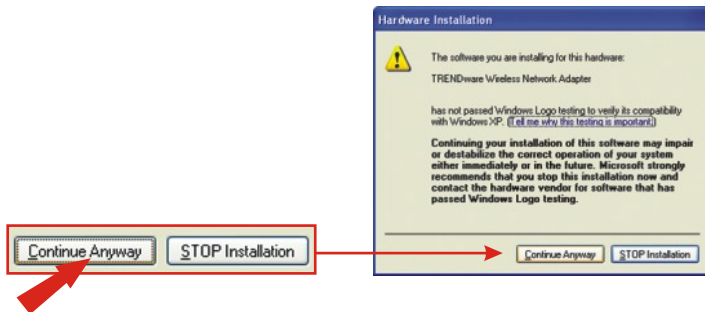 Hardware Installation
The software you are installing for this hardware:
TRENDware Wireless Network Adapter
has not passed Windows Logo testing to verify its compatibility
with Windows XP. (Tell me why this testing is important.)
Continuing your installation of this software may impair
or destabilize the correct operation of your system
either immediately or in the future. Microsoft strongly
recommends that you stop this installation now and
contact the hardware vendor for software that has
passed Windows Logo testing.
Continue Anyway STOP Installation
Continue Anyway STOP Installation